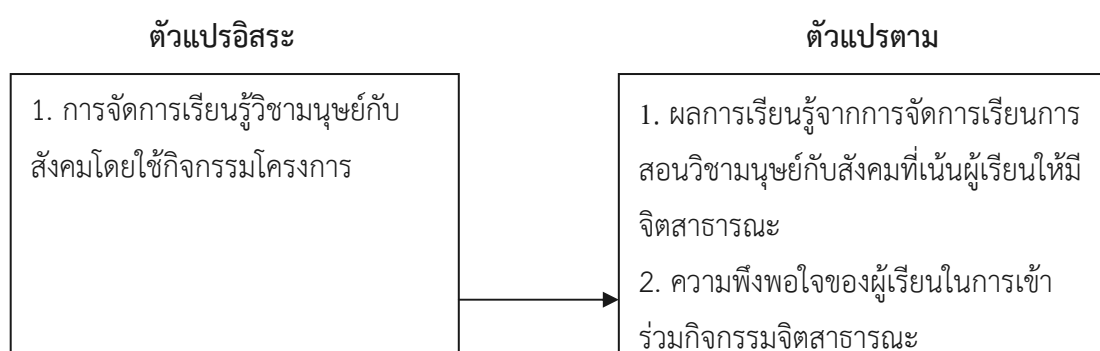 ตัวแปรอิสระ
ตัวแปรตาม
1. การจัดการเรียนรู้วิชามนุษย์กับ
สังคมโดยใช้กิจกรรมโครงการ
1. ผลการเรียนรู้จากการจัดการเรียนการ
สอนวิชามนุษย์กับสังคมที่เน้นผู้เรียนให้มี
จิตสาธารณะ
2. ความพึงพอใจของผู้เรียนในการเข้า
ร่วมกิจกรรมจิตสาธารณะ